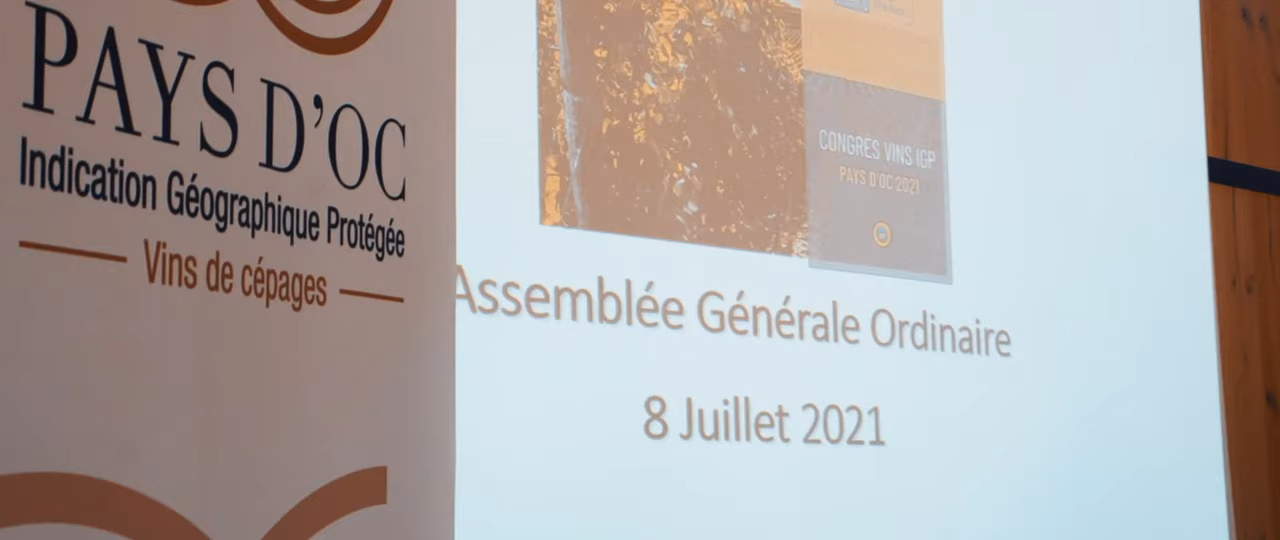 PAYS D'OC
Indication Géographique Protégée
Vins de cépages
CONGRÈS VINS IGP
PAYS D'OC 2021
Assemblée Générale Ordinaire
8 Juillet 2021